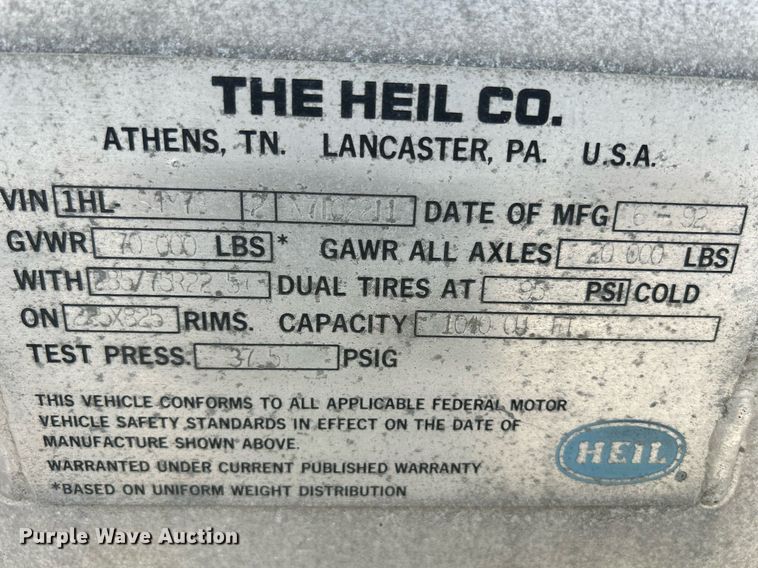 THE HEIL CO.
ATHENS, TN. LANCASTER, PA. U.S.A.
VIN 1HL DATE OF MFG 6-92
GVWR 70 000 LBS* GAWR ALL AXLES 20 000 LBS
WITH DUAL TIRES AT 95 PSI COLD
ON RIMS. CAPACITY 1040 CU FT
TEST PRESS. 37.5 PSIG
THIS VEHICLE CONFORMS TO ALL APPLICABLE FEDERAL MOTOR
VEHICLE SAFETY STANDARDS IN EFFECT ON THE DATE OF
MANUFACTURE SHOWN ABOVE.
WARRANTED UNDER CURRENT PUBLISHED WARRANTY
*BASED ON UNIFORM WEIGHT DISTRIBUTION
HEIL®
Purple Wave Auction